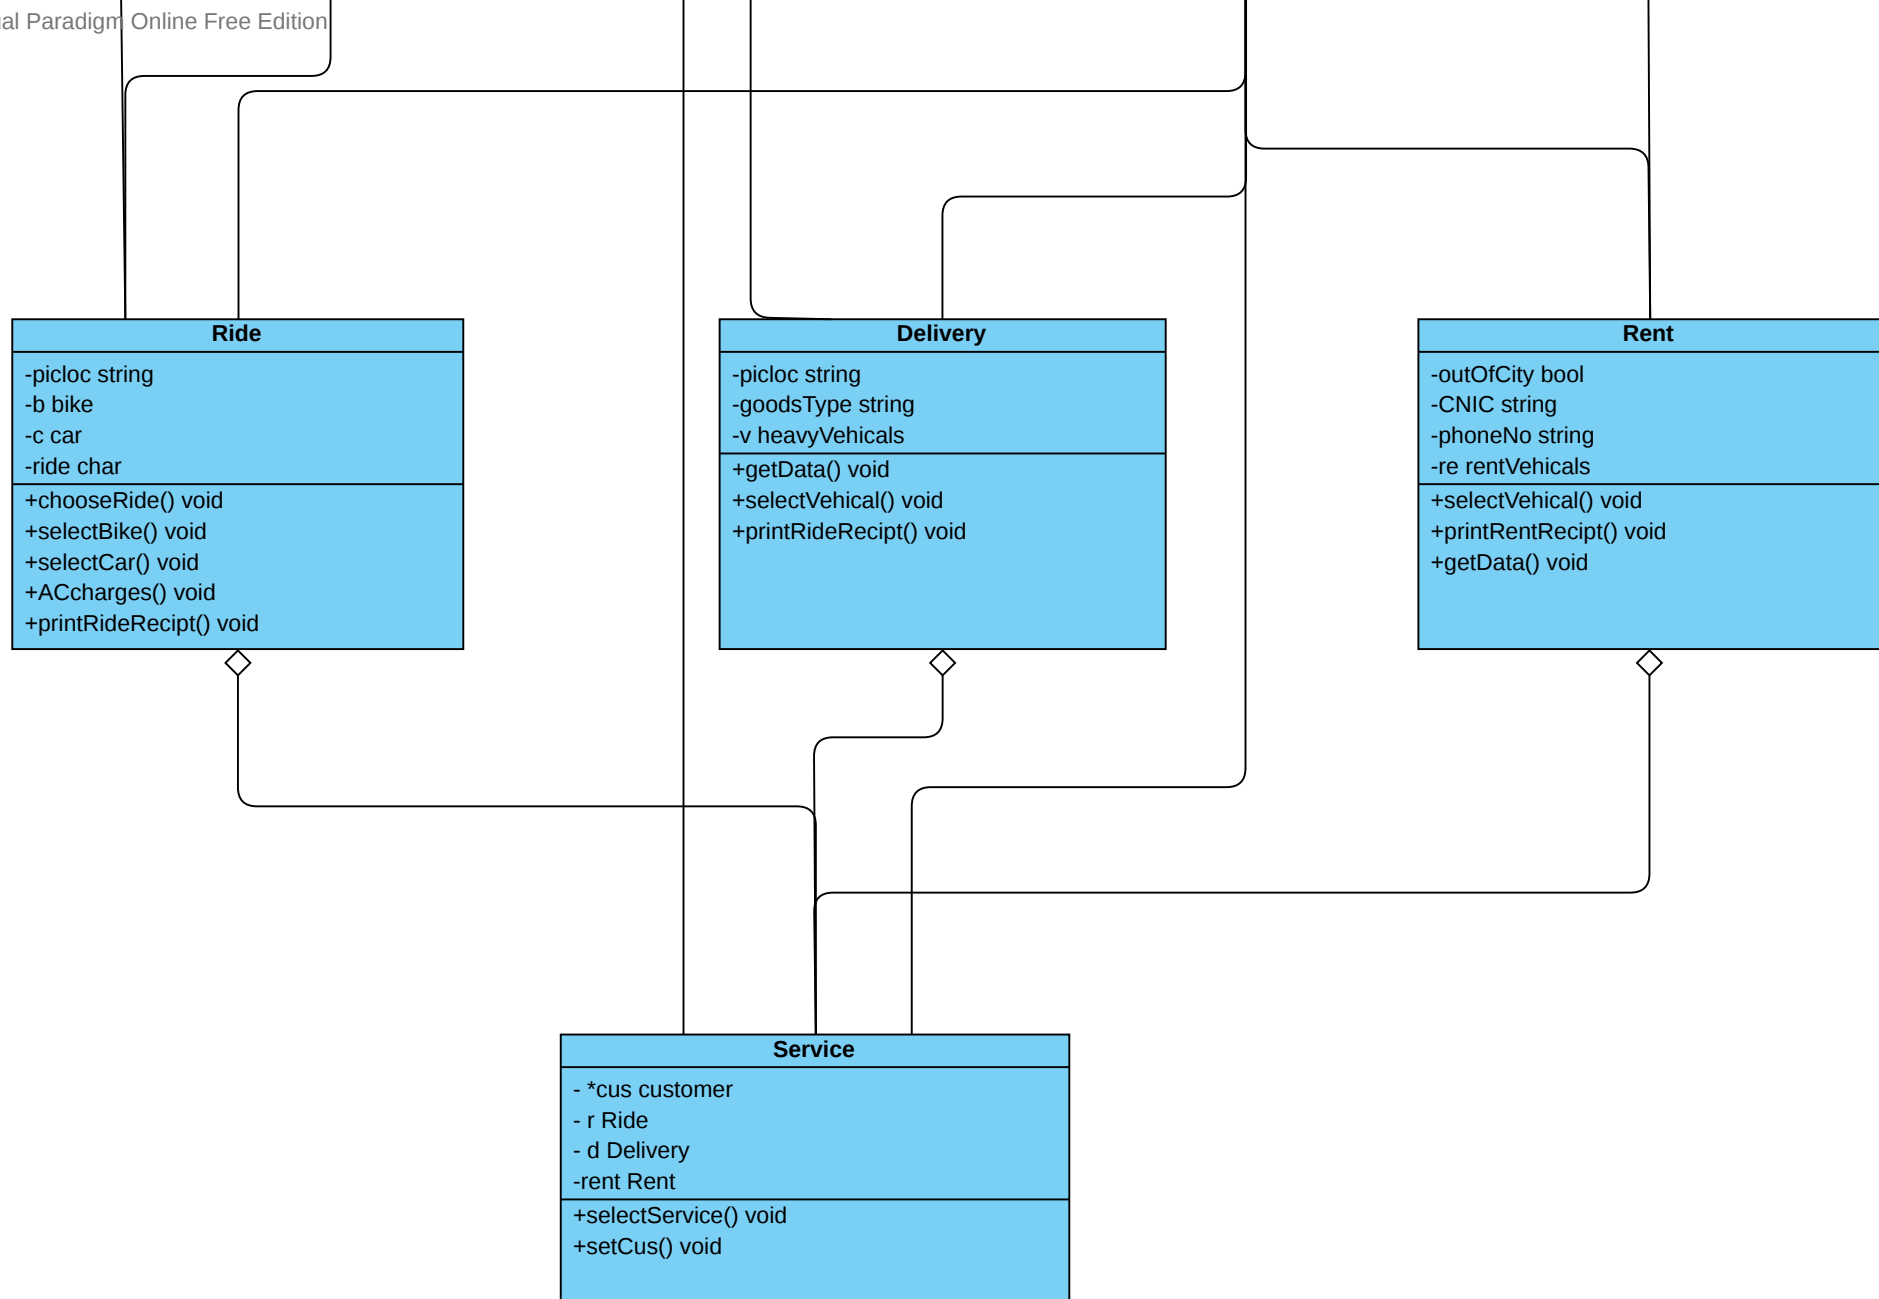 Paradigm Online Free Edition
Ride
-picloc string
-b bike
-c car
-ride char
+chooseRide() void
+selectBike() void
+selectCar() void
+ACcharges() void
+printRideRecipt() void
Delivery
-picloc string
-goodsType string
-v heavyVehicals
+getData() void
+selectVehical() void
+printRideRecipt() void
Rent
-outOfCity bool
-CNIC string
-phoneNo string
-re rentVehicals
+selectVehical() void
+printRentRecipt() void
+getData() void
Service
- *cus customer
- r Ride
- d Delivery
-rent Rent
+selectService() void
+setCus() void